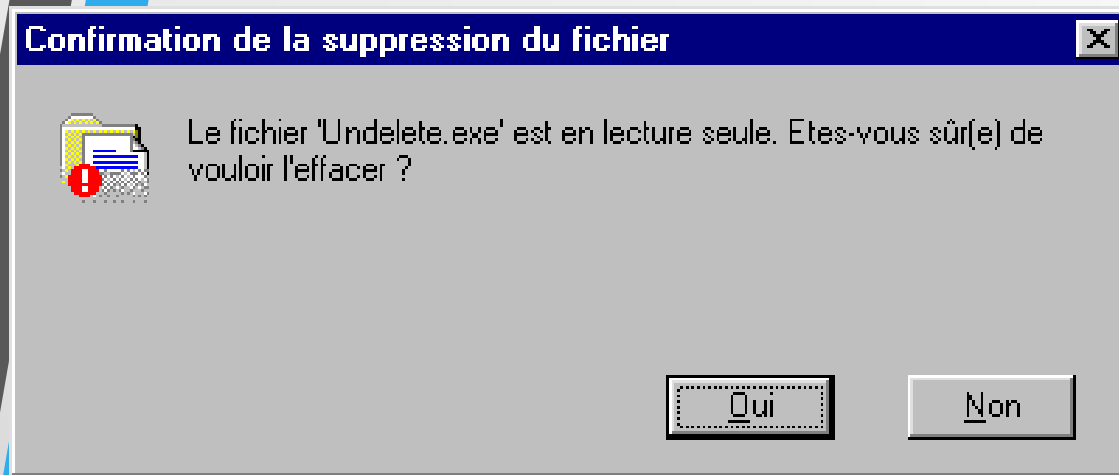 Confirmation de la suppression du fichier
Le fichier 'Undelete.exe' est en lecture seule. Etes-vous sûr(e) de
vouloir l'effacer ?
Oui
Non